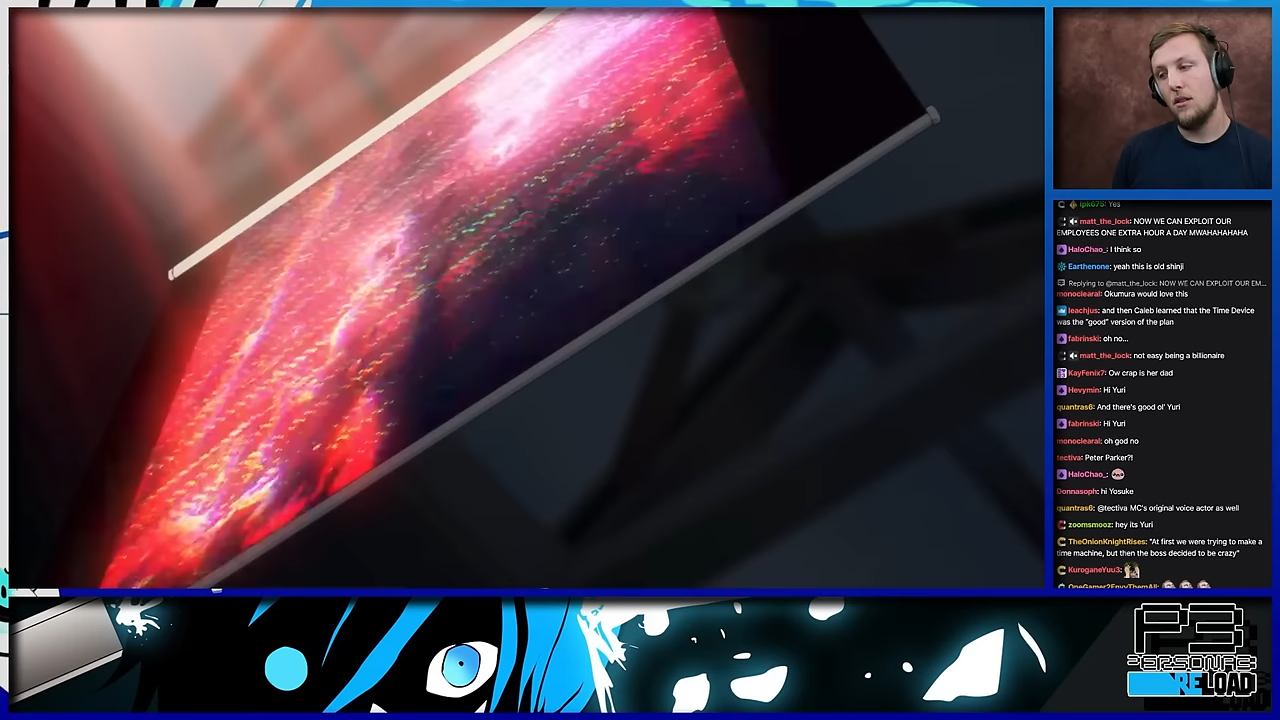 lpk675: Yes
matt_the_lock: NOW WE CAN EXPLOIT OUR
EMPLOYEES ONE EXTRA HOUR A DAY MWAHAHAHAHA
HaloChao_: I think so
Earthenone: yeah this is old shinji
Replying to @matt_the_lock: NOW WE CAN EXPLOIT OUR EM...
monoclearal: Okumura would love this
leachjus: and then Caleb learned that the Time Device
was the "good" version of the plan
fabrinski: oh no...
matt_the_lock: not easy being a billionaire
KayFenix7: Ow crap is her dad
Hevymin: Hi Yuri
quantras6: And there's good ol' Yuri
fabrinski: Hi Yuri
monoclearal: oh god no
tectiva: Peter Parker?!
HaloChao_:
Donnasoph: hi Yosuke
quantras6: @tectiva MC's original voice actor as well
zoomsmooz: hey its Yuri
TheOnionKnightRises: "At first we were trying to make a
time machine, but then the boss decided to be crazy"
KuroganeYuu3:
OneGamer2EnvyThemAll:
P3
PERSONA3
RELOAD